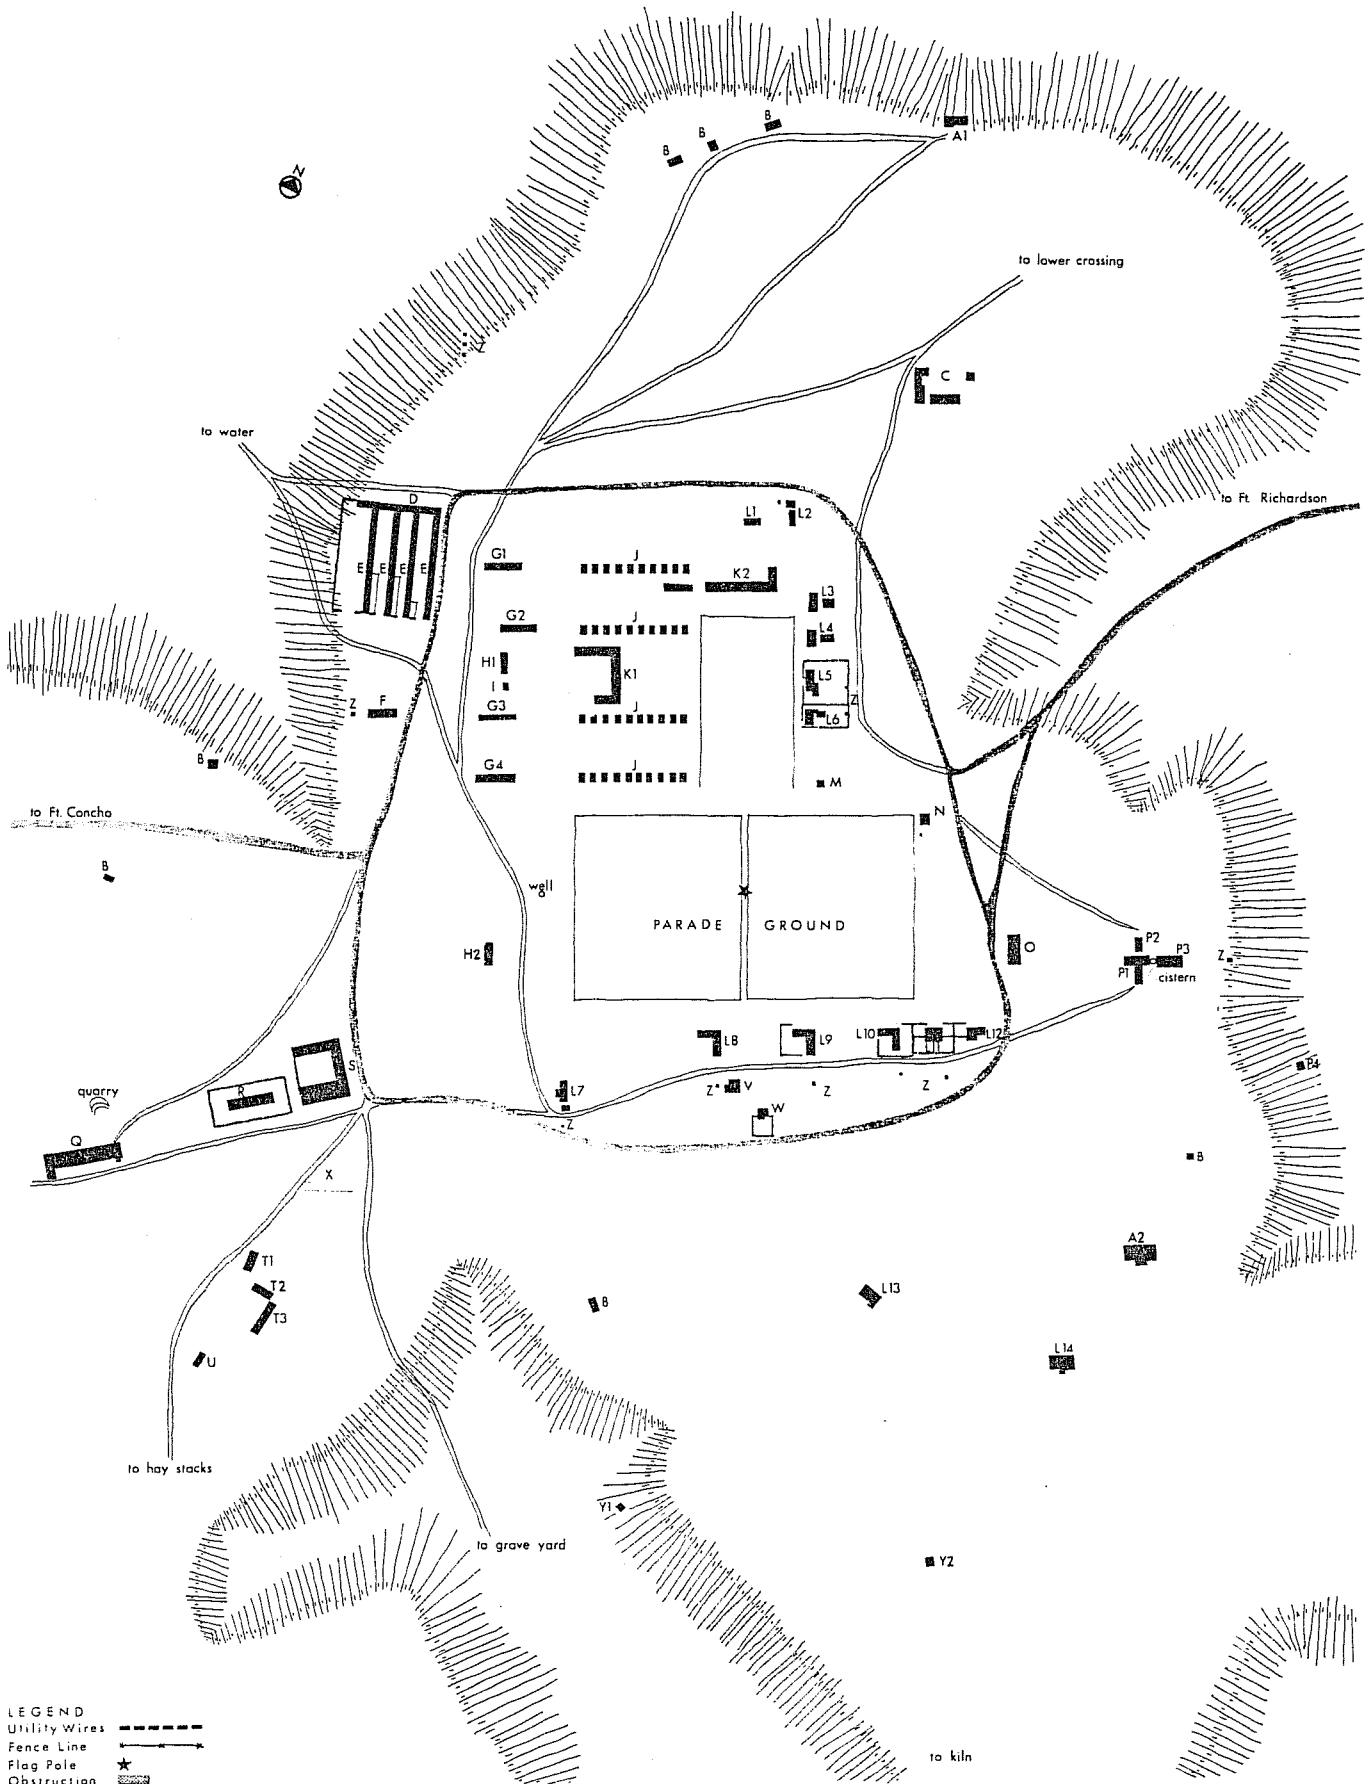 B
B
B
A1
N
to lower crossing
Z
C
to water
to Ft. Richardson
D
L1
L2
G1
J
K2
E
E
E
E
L3
G2
J
L4
H1
K1
L5
I
Z
F
G3
J
L6
Z
B
G4
J
M
to Ft. Concho
N
B
well
PARADE GROUND
H2
O
P2
P3
Z
P1
cistern
L8
L9
L10
L12
S
P4
quarry
R
L7
Z
V
Z
Z
W
Z
Q
B
X
A2
T1
T2
L13
B
T3
L14
U
to hay stacks
Y1
to grave yard
Y2
to kiln
LEGEND
Utility Wires
Fence Line
Flag Pole
Obstruction